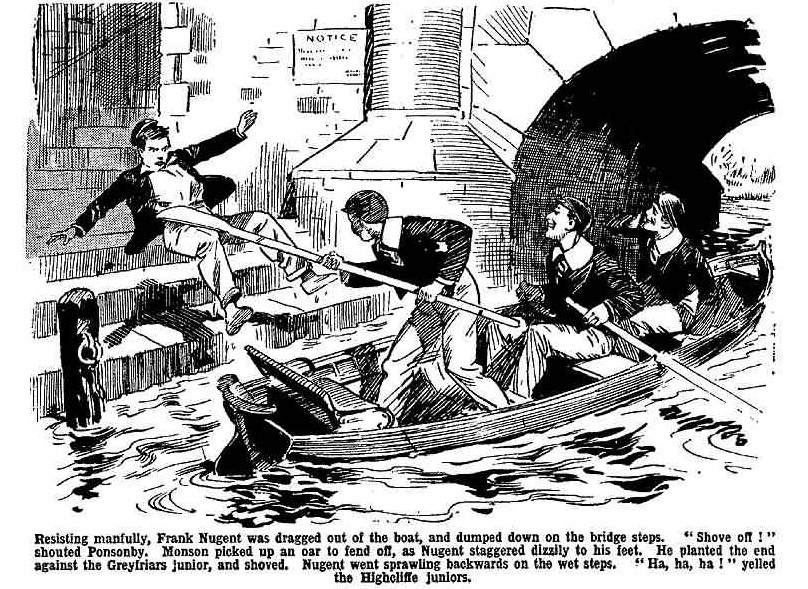 NOTICE
Resisting manfully, Frank Nugent was dragged out of the boat, and dumped down on the bridge steps. "Shove off!"
shouted Ponsonby. Monson picked up an oar to fend off, as Nugent staggered dizzily to his feet. He planted the end
against the Greyfriars junior, and shoved. Nugent went sprawling backwards on the wet steps. "Ha, ha, ha!" yelled
the Highcliffe juniors.